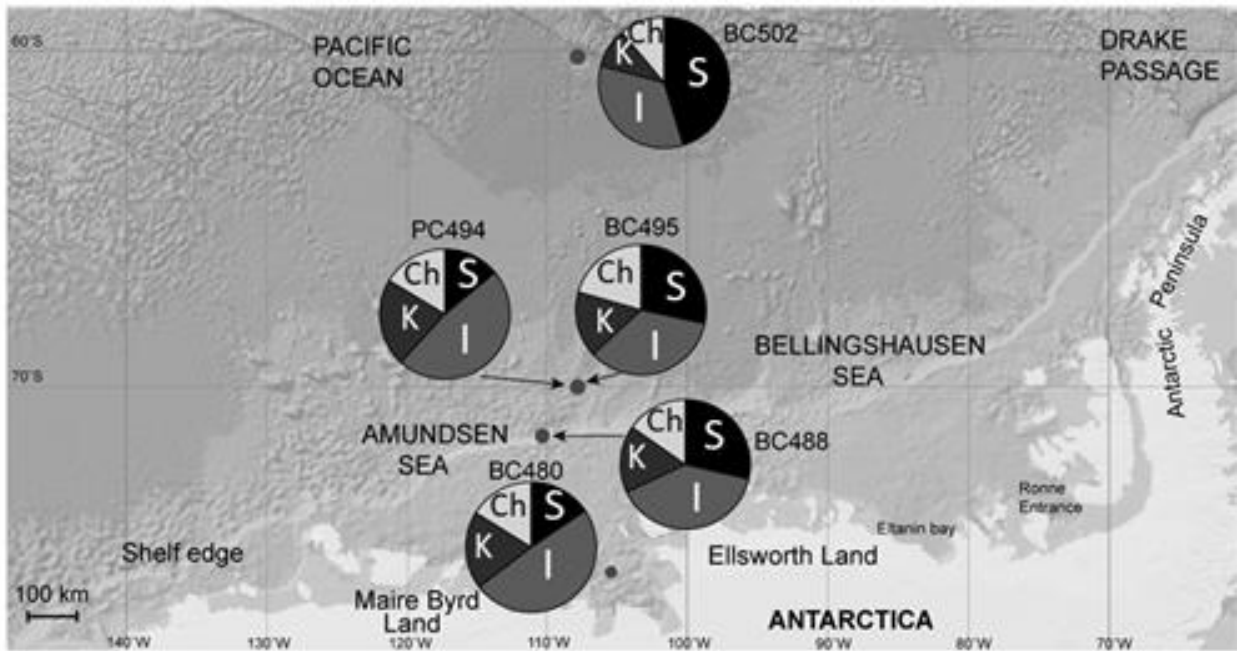 60°S
PACIFIC
OCEAN
Ch
K
S
I
BC502
DRAKE
PASSAGE
PC494
Ch
S
K
I
BC495
Ch
S
K
I
Antarctic Peninsula
BELLINGSHAUSEN
SEA
70°S
AMUNDSEN
SEA
Ch
S
K
I
BC488
BC480
Ch
S
K
I
Ronne
Entrance
Eltanin bay
Shelf edge
Ellsworth Land
100 km
Maire Byrd
Land
ANTARCTICA
140°W
130°W
120°W
110°W
100°W
90°W
80°W
70°W